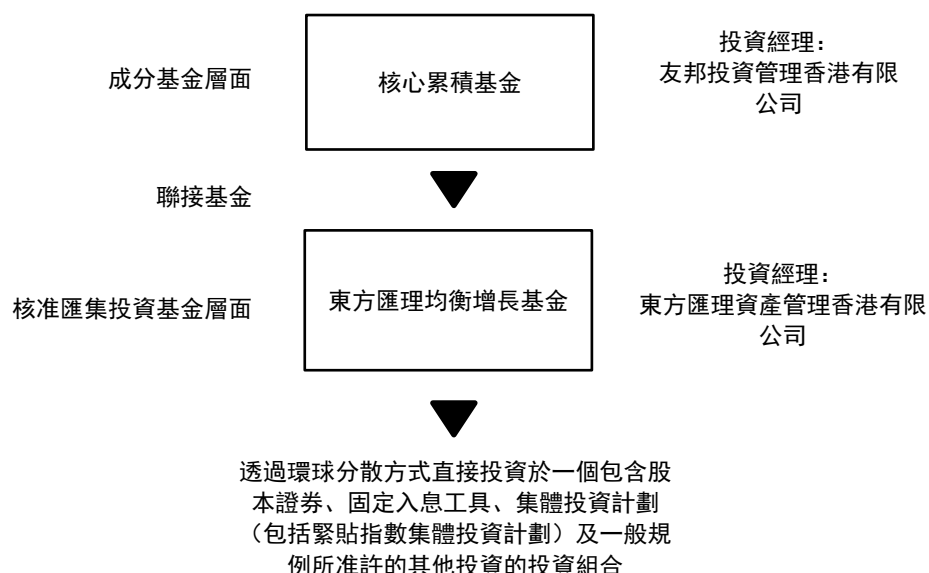 成分基金層面
核心累積基金
投資經理：
友邦投資管理香港有限
公司
聯接基金
核准匯集投資基金層面
東方匯理均衡增長基金
投資經理：
東方匯理資產管理香港有限
公司
透過環球分散方式直接投資於一個包含股
本證券、固定入息工具、集體投資計劃
（包括緊貼指數集體投資計劃）及一般規
例所准許的其他投資的投資組合